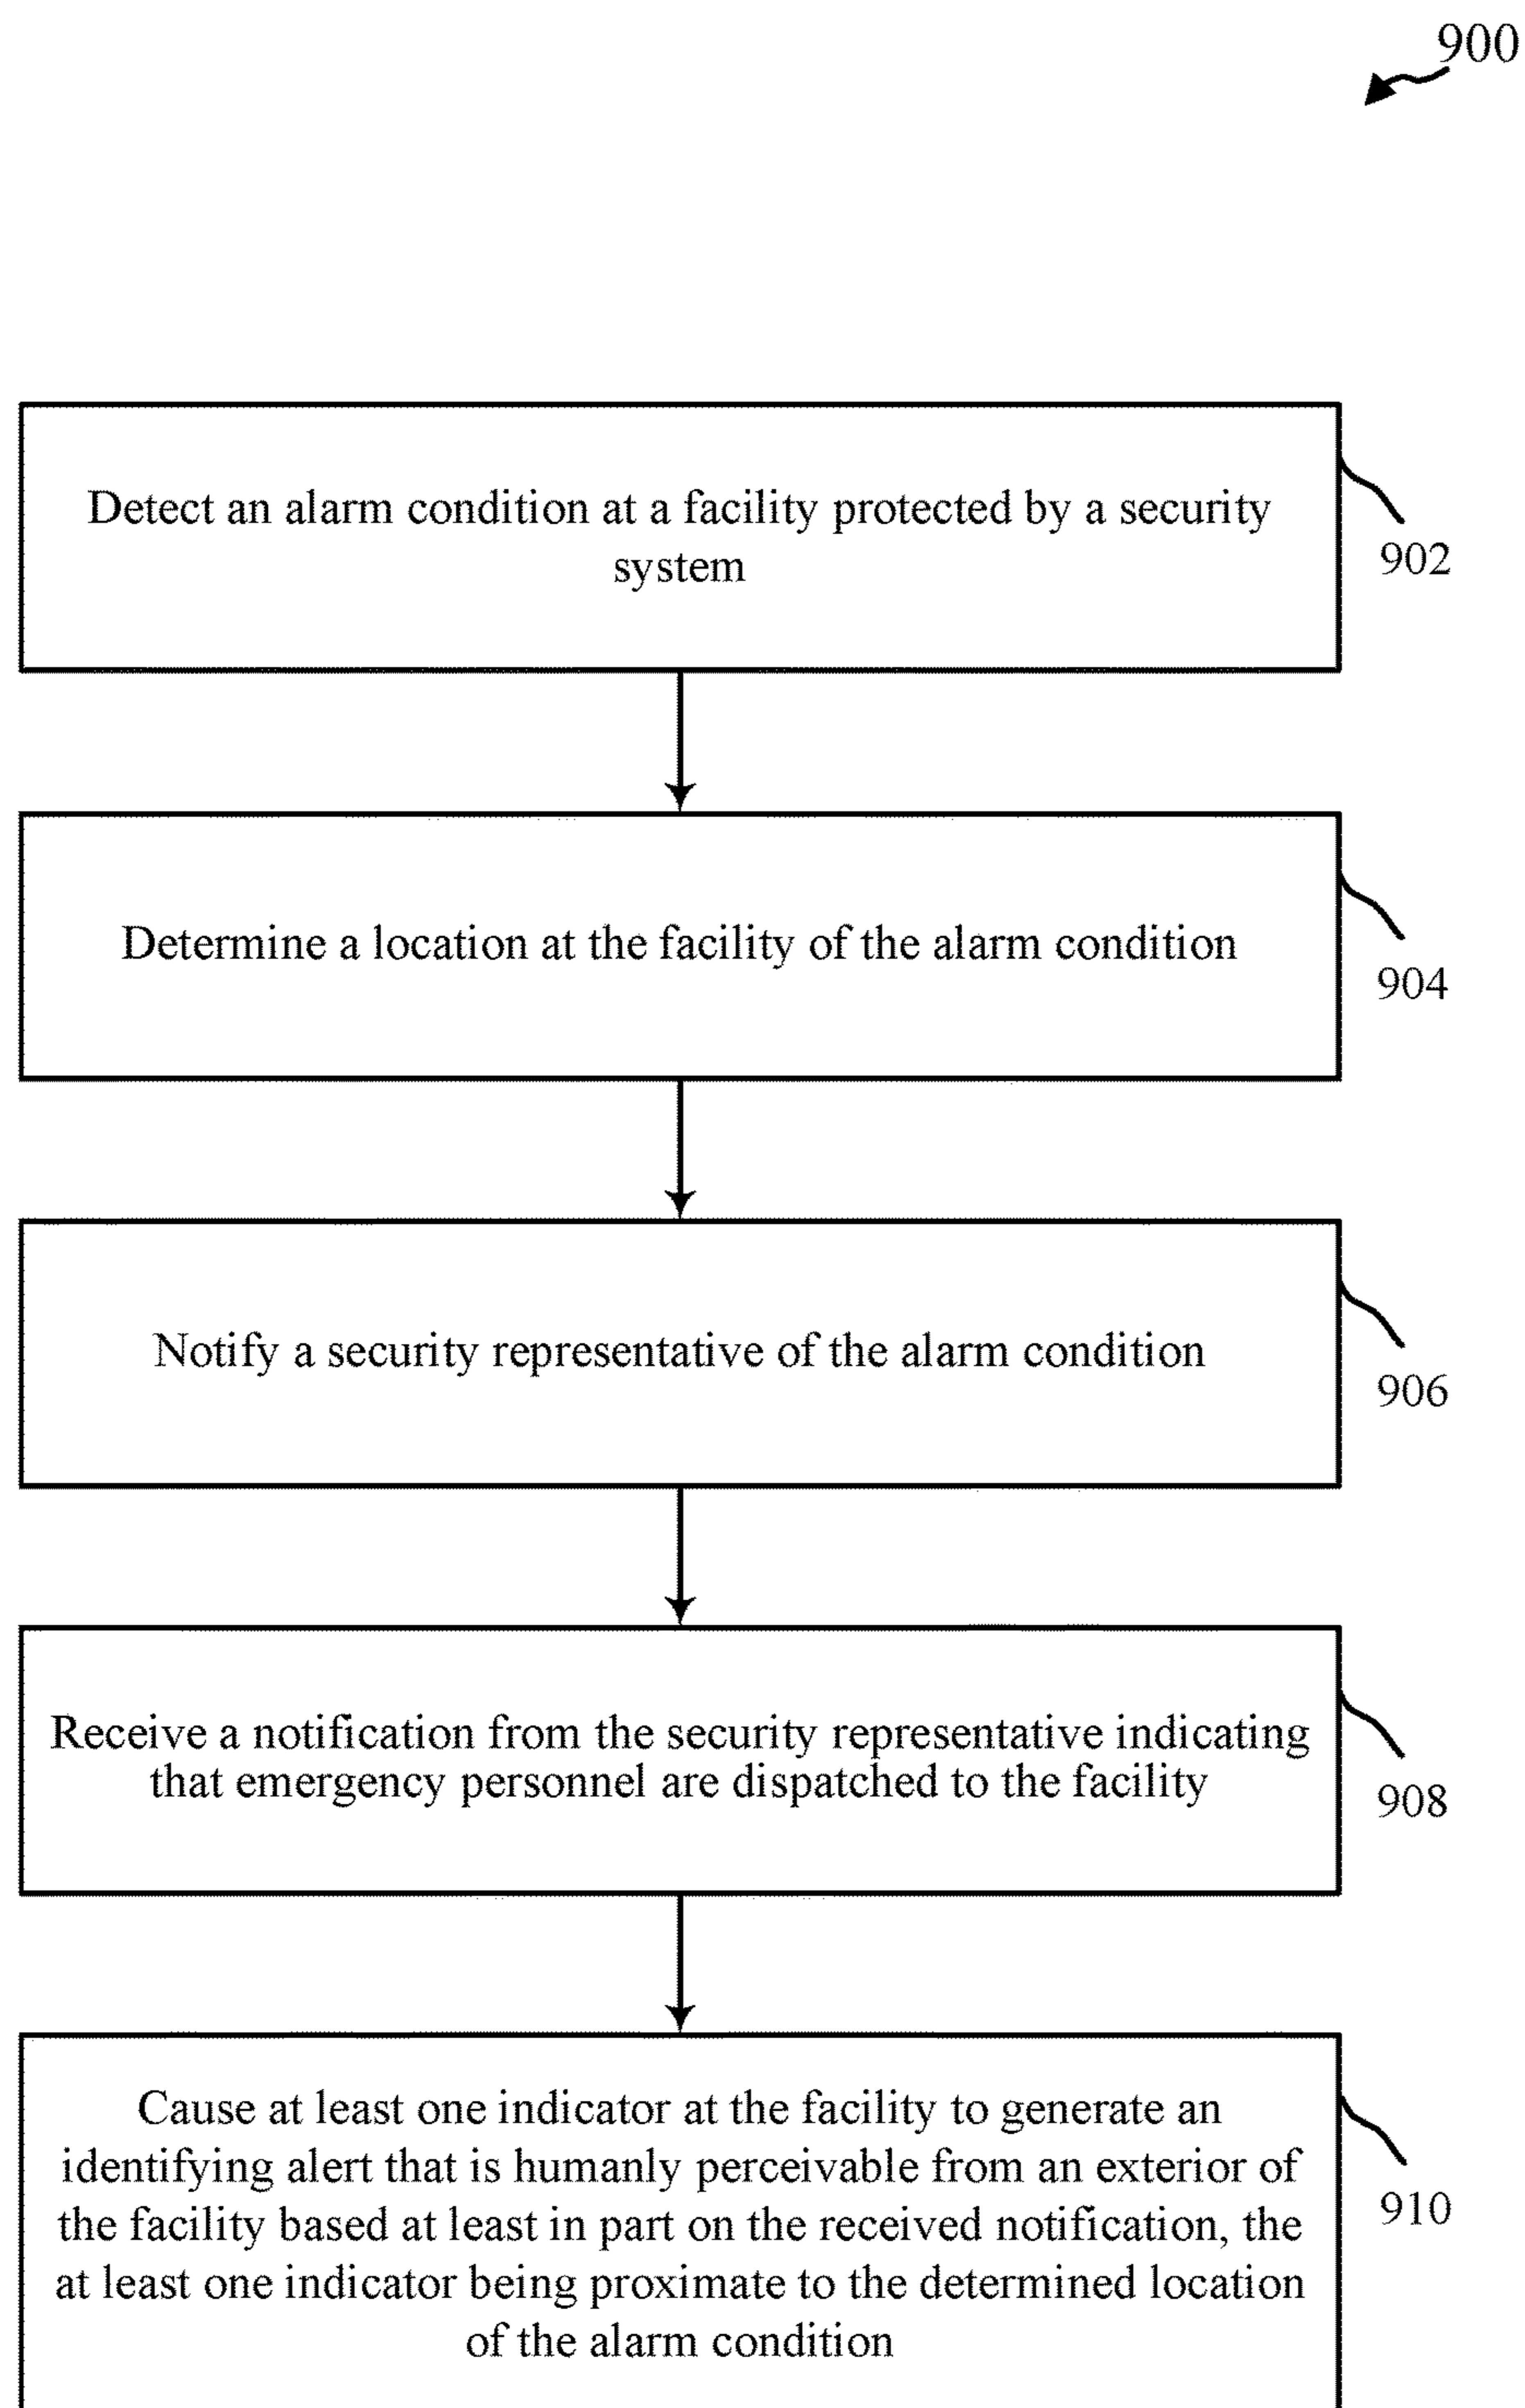 900
Detect an alarm condition at a facility protected by a security
system
902
Determine a location at the facility of the alarm condition
904
Notify a security representative of the alarm condition
906
Receive a notification from the security representative indicating
that emergency personnel are dispatched to the facility
908
Cause at least one indicator at the facility to generate an
identifying alert that is humanly perceivable from an exterior of
the facility based at least in part on the received notification, the
at least one indicator being proximate to the determined location
of the alarm condition
910